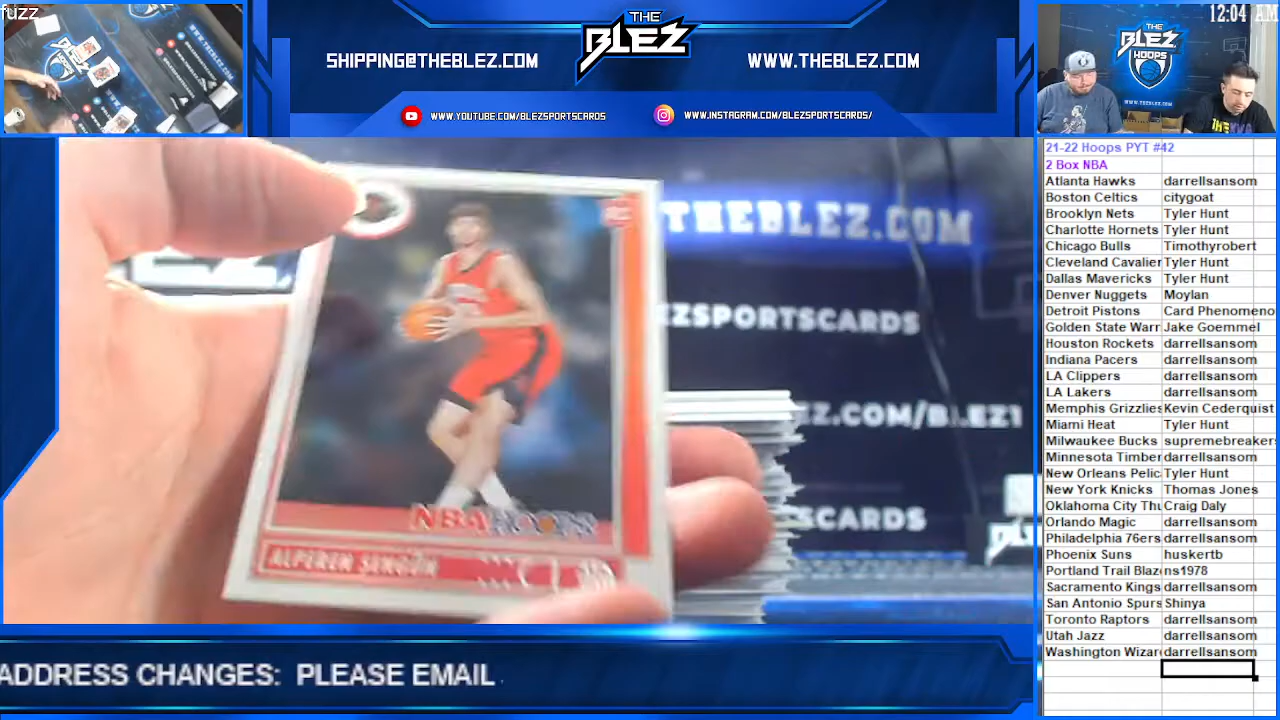 fuzz
SHIPPING@THEBLEZ.COM
THE
BLEZ
WWW.THEBLEZ.COM
WWW.YOUTUBE.COM/BLEZSPORTSCARDS
WWW.INSTAGRAM.COM/BLEZSPORTSCARDS/
12:04 AM
THE
BLEZ
HOOPS
THEBLEZ.COM
EZSPORTSCARDS
EZ.COM/BLEZ1
SCARDS
RC
NBA HOOPS
ALPEREN SENGÜN
21-22 Hoops PYT #42
2 Box NBA
Atlanta Hawks darrellsansom
Boston Celtics citygoat
Brooklyn Nets Tyler Hunt
Charlotte Hornets Tyler Hunt
Chicago Bulls Timothyrobert
Cleveland Cavalier Tyler Hunt
Dallas Mavericks Tyler Hunt
Denver Nuggets Moylan
Detroit Pistons Card Phenomeno
Golden State Warr Jake Goemmel
Houston Rockets darrellsansom
Indiana Pacers darrellsansom
LA Clippers darrellsansom
LA Lakers darrellsansom
Memphis Grizzlies Kevin Cederquist
Miami Heat Tyler Hunt
Milwaukee Bucks supremebreakers
Minnesota Timber darrellsansom
New Orleans Pelic Tyler Hunt
New York Knicks Thomas Jones
Oklahoma City Thu Craig Daly
Orlando Magic darrellsansom
Philadelphia 76ers darrellsansom
Phoenix Suns huskertb
Portland Trail Blaz ns1978
Sacramento Kings darrellsansom
San Antonio Spurs Shinya
Toronto Raptors darrellsansom
Utah Jazz darrellsansom
Washington Wizar darrellsansom
ADDRESS CHANGES: PLEASE EMAIL